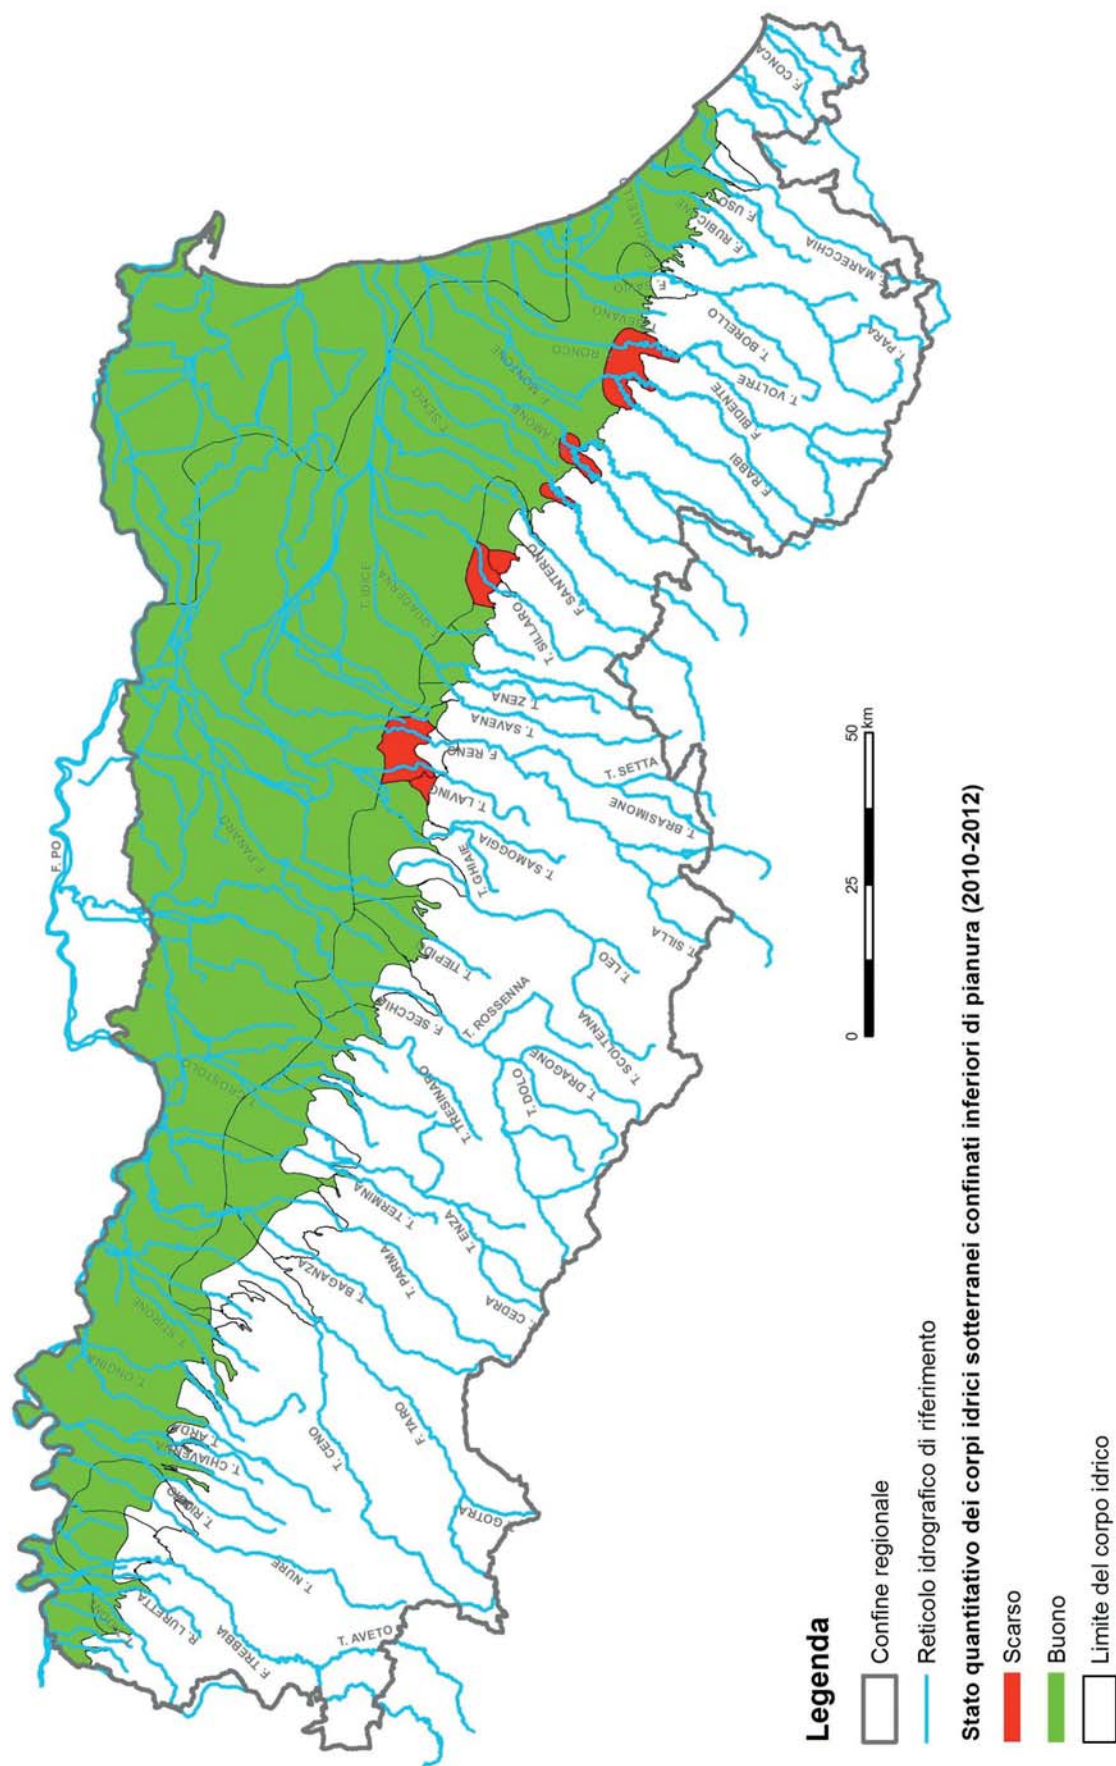 F. PO
F. CONCA
F. USO
F. RUBICONE
F. MARECCHIA
T. PARA
T. BORELLO
T. VOLTRE
F. BIDENTE
F. RABBI
T. BEVANO
F. RONCO
F. MONTONE
T. SENIO
F. SANTERNO
T. SILLARO
T. QUADERNA
T. IDICE
T. ZENA
T. SAVENA
F. RENO
T. SETTA
T. BRASIMONE
T. LAVINO
T. SAMOGGIA
T. GHIAIE
T. SILLA
F. PANARO
T. LEO
T. SCOLTENNA
T. TIEPIDO
F. SECCHIA
T. ROSSENNA
T. DRAGONE
T. DOLO
T. TRESINARO
T. CROSTOLO
T. TERMINA
T. ENZA
T. CEDRA
T. PARMA
T. BAGANZA
T. STIRONE
T. ONGINA
T. ARDA
T. CHIAVENNA
T. RIGLIO
T. CENO
F. TARO
GOTRA
T. NURE
R. LURETTA
F. TREBBIA
T. AVETO
0 25 50 km
Legenda
Confine regionale
Reticolo idrografico di riferimento
Stato quantitativo dei corpi idrici sotterranei confinati inferiori di pianura (2010-2012)
Scarso
Buono
Limite del corpo idrico